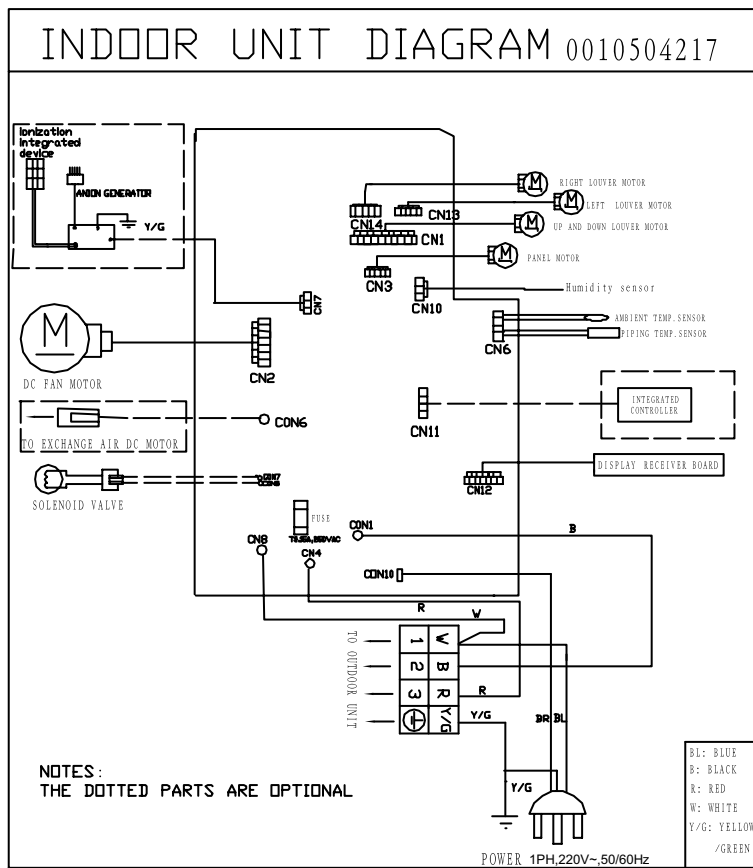 INDOOR UNIT DIAGRAM 0010504217
Ionization
integrated
device
ANION GENERATOR
Y/G
CN7
M
DC FAN MOTOR
CN2
TO EXCHANGE AIR DC MOTOR
CON6
SOLENOID VALVE
M
RIGHT LOUVER MOTOR
CN14
M
LEFT LOUVER MOTOR
CN13
M
UP AND DOWN LOUVER MOTOR
CN1
M
PANEL MOTOR
CN3
Humidity sensor
CN10
AMBIENT TEMP.SENSOR
PIPING TEMP.SENSOR
CN6
INTEGRATED
CONTROLLER
CN11
DISPLAY RECEIVER BOARD
CN12
FUSE
CN8
CN4
CON1
B
CON10
R
W
TO OUTDOOR UNIT
1 W
2 B
3 R
Y/G
R
Y/G
BR BL
Y/G
NOTES:
THE DOTTED PARTS ARE OPTIONAL
POWER 1PH,220V~,50/60Hz
BL: BLUE
B: BLACK
R: RED
W: WHITE
Y/G: YELLOW
/GREEN